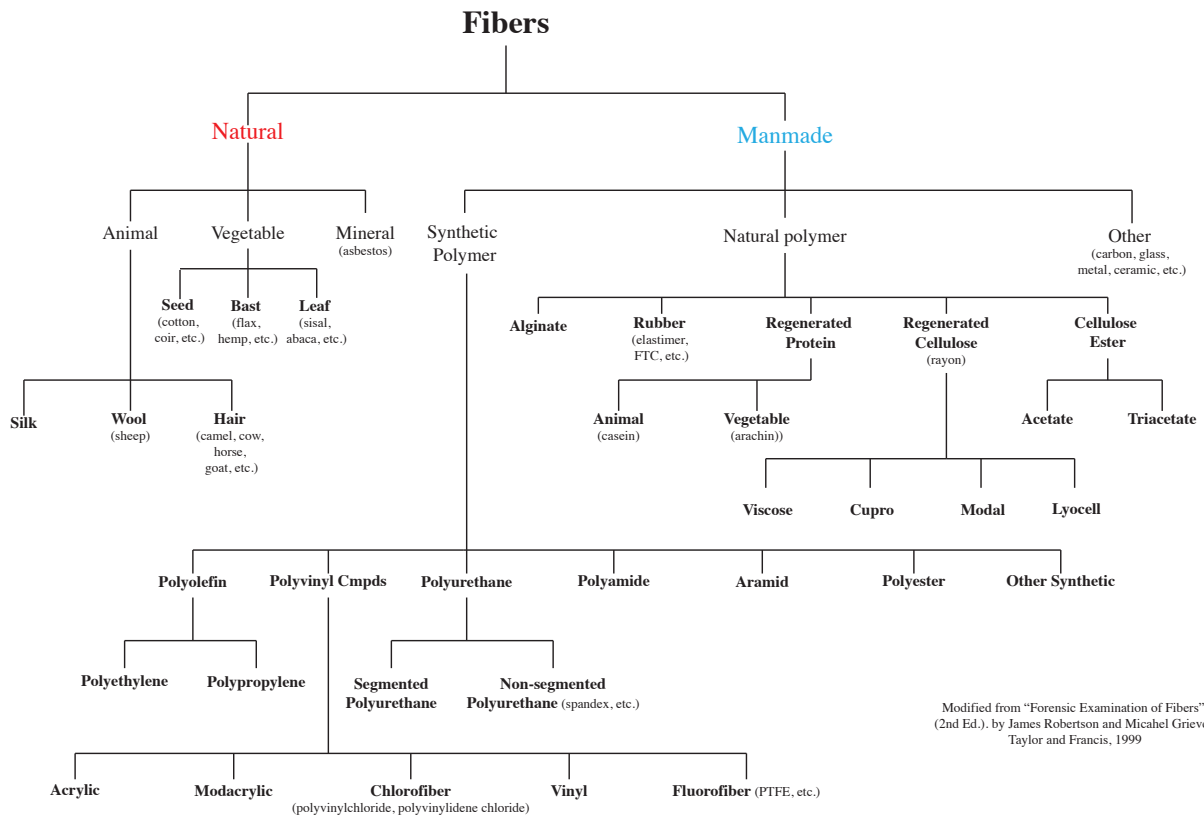 Fibers
Natural
Manmade
Animal
Vegetable
Mineral
(asbestos)
Synthetic
Polymer
Natural polymer
Other
(carbon, glass,
metal, ceramic, etc.)
Seed
(cotton,
coir, etc.)
Bast
(flax,
hemp, etc.)
Leaf
(sisal,
abaca, etc.)
Alginate
Rubber
(elastimer,
FTC, etc.)
Regenerated
Protein
Regenerated
Cellulose
(rayon)
Cellulose
Ester
Silk
Wool
(sheep)
Hair
(camel, cow,
horse,
goat, etc.)
Animal
(casein)
Vegetable
(arachin))
Acetate
Triacetate
Viscose
Cupro
Modal
Lyocell
Polyolefin
Polyvinyl Cmpds
Polyurethane
Polyamide
Aramid
Polyester
Other Synthetic
Polyethylene
Polypropylene
Segmented
Polyurethane
Non-segmented
Polyurethane (spandex, etc.)
Modified from “Forensic Examination of Fibers”
(2nd Ed.). by James Robertson and Micahel Grieve
Taylor and Francis, 1999
Acrylic
Modacrylic
Chlorofiber
(polyvinylchloride, polyvinylidene chloride)
Vinyl
Fluorofiber (PTFE, etc.)